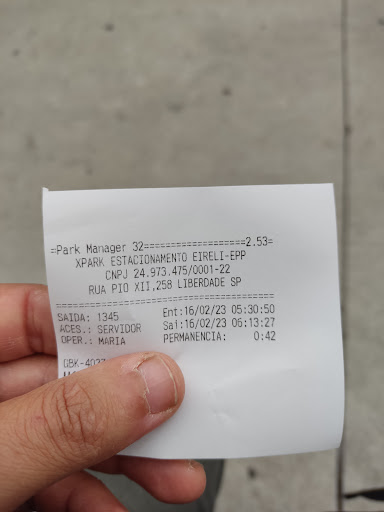 =Park Manager 32===================2.53=
XPARK ESTACIONAMENTO EIRELI-EPP
CNPJ 24.973.475/0001-22
RUA PIO XII,258 LIBERDADE SP
========================================
SAIDA: 1345 Ent:16/02/23 05:30:50
ACES.: SERVIDOR Sai:16/02/23 06:13:27
OPER.: MARIA PERMANENCIA: 0:42